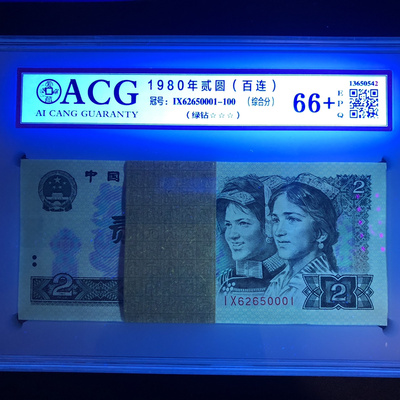 ACG
AI CANG GUARANTY
1980年贰圆（百连）
冠号: IX62650001-100 （综合分）
（绿钻☆☆☆）
66+
EPQ
13650542
中国
2
IX62650001
2
2